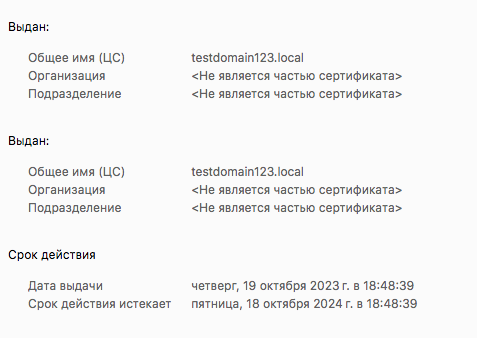 Выдан:
Общее имя (ЦС) testdomain123.local
Организация <Не является частью сертификата>
Подразделение <Не является частью сертификата>
Выдан:
Общее имя (ЦС) testdomain123.local
Организация <Не является частью сертификата>
Подразделение <Не является частью сертификата>
Срок действия
Дата выдачи четверг, 19 октября 2023 г. в 18:48:39
Срок действия истекает пятница, 18 октября 2024 г. в 18:48:39